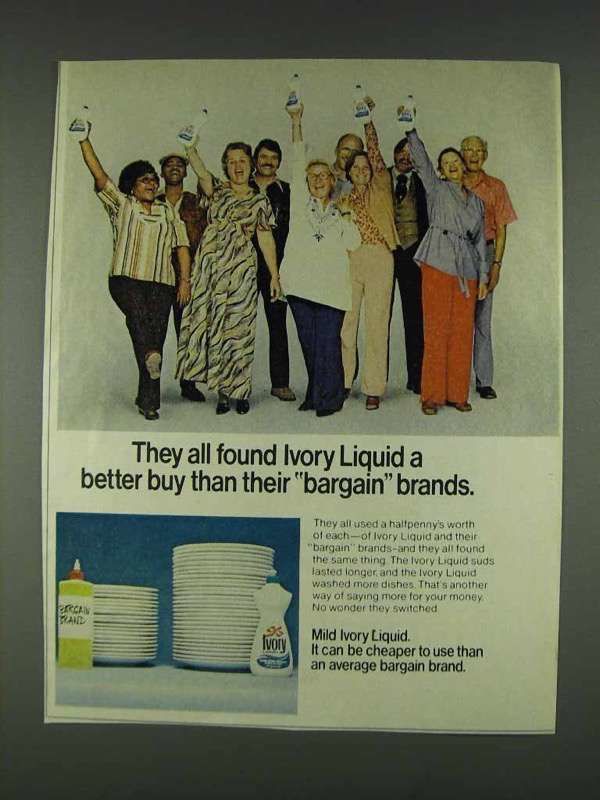 They all found Ivory Liquid a
better buy than their "bargain" brands.
They all used a halfpenny's worth
of each—of Ivory Liquid and their
"bargain" brands-and they all found
the same thing. The Ivory Liquid suds
lasted longer, and the Ivory Liquid
washed more dishes. That's another
way of saying more for your money.
No wonder they switched.
BARGAIN
BRAND
Ivory
Mild Ivory Liquid.
It can be cheaper to use than
an average bargain brand.